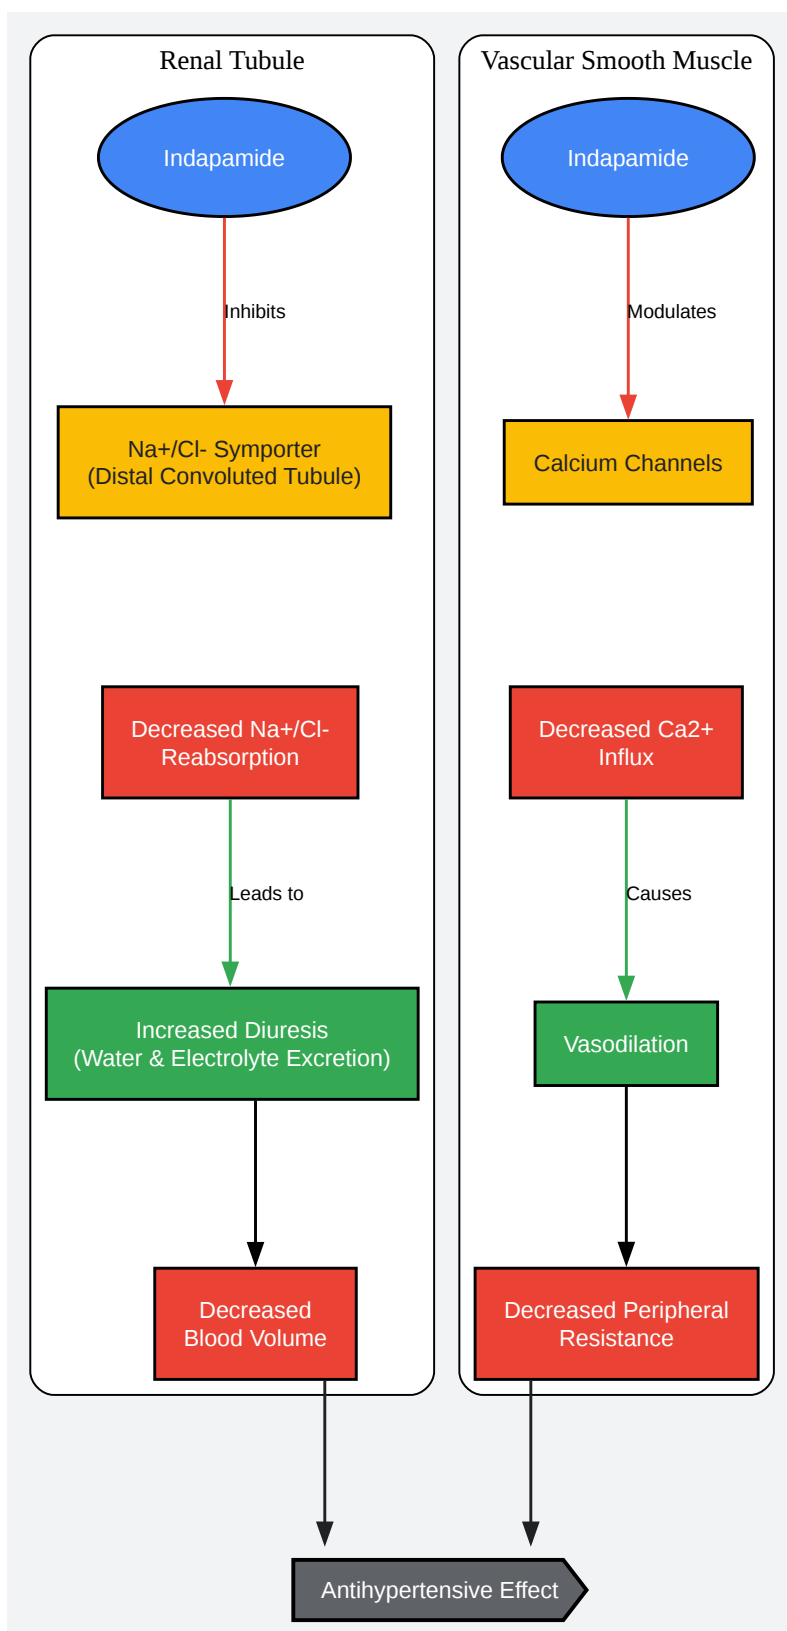 Renal Tubule
Indapamide
Inhibits
Na+/Cl- Symporter
(Distal Convoluted Tubule)
Decreased Na+/Cl-
Reabsorption
Leads to
Increased Diuresis
(Water & Electrolyte Excretion)
Decreased
Blood Volume
Vascular Smooth Muscle
Indapamide
Modulates
Calcium Channels
Decreased Ca2+
Influx
Causes
Vasodilation
Decreased Peripheral
Resistance
Antihypertensive Effect